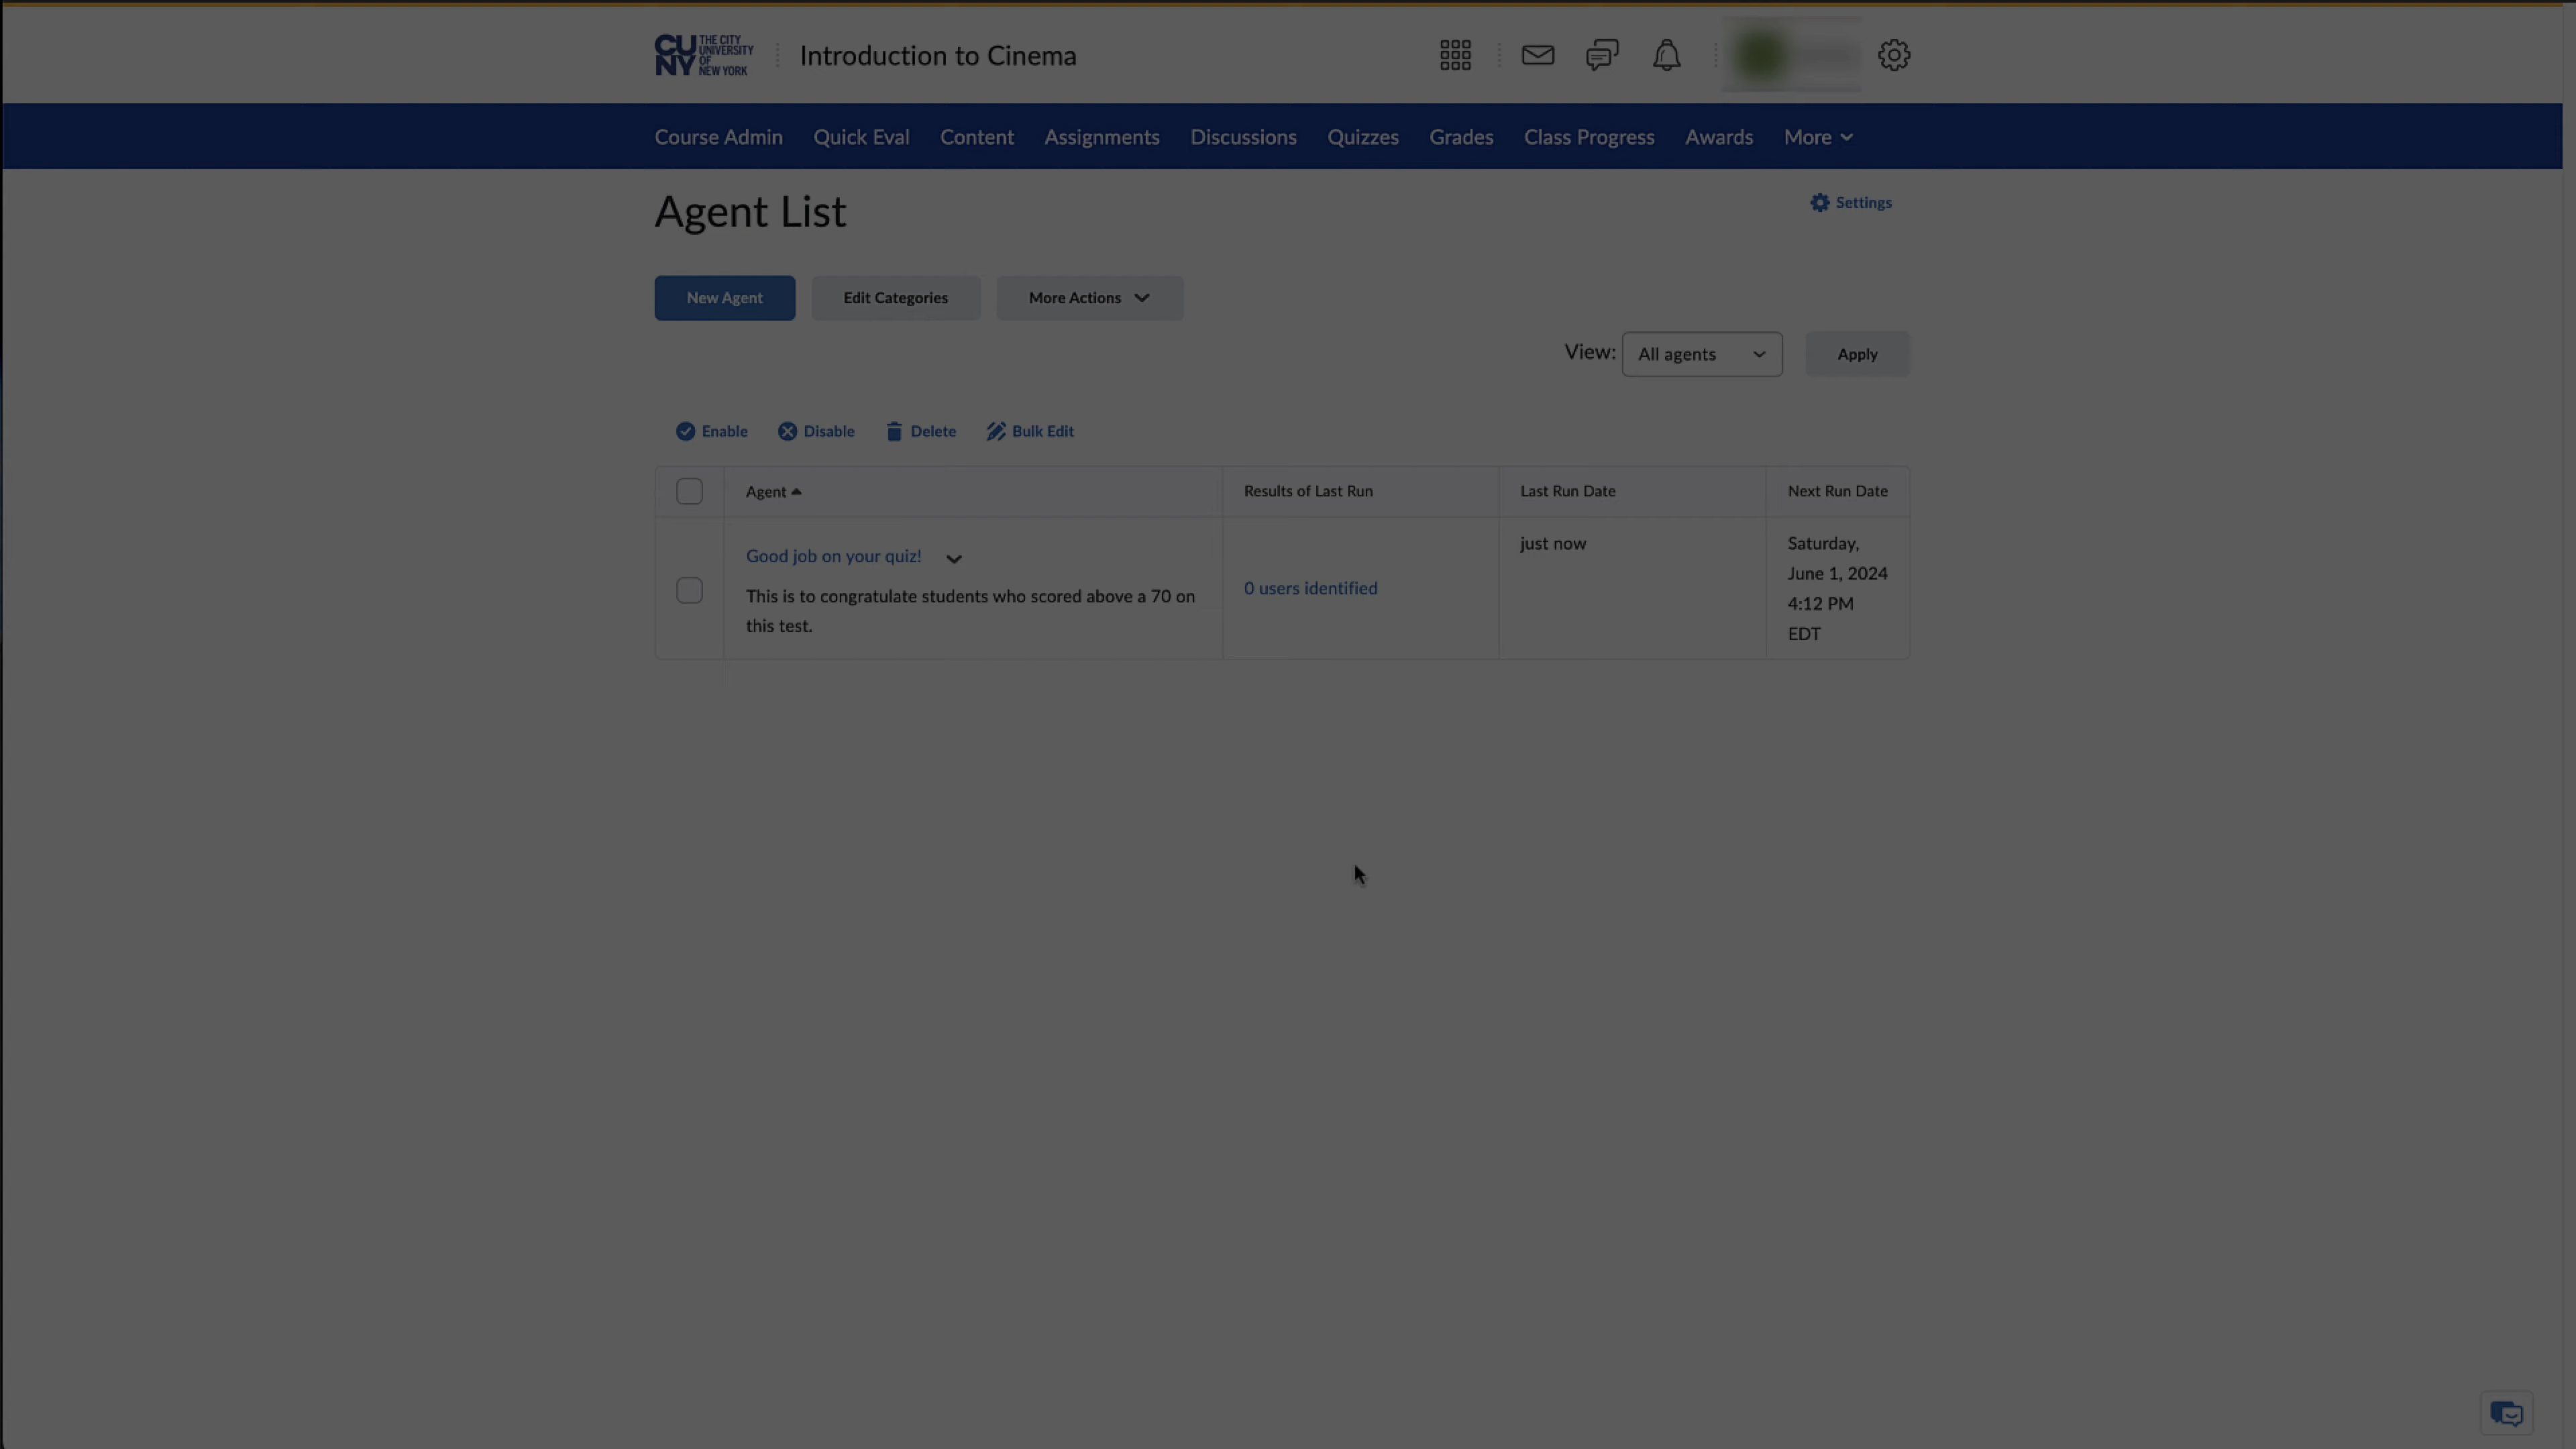 CUNY THE CITY UNIVERSITY OF NEW YORK
Introduction to Cinema
Course Admin Quick Eval Content Assignments Discussions Quizzes Grades Class Progress Awards More
Agent List
Settings
New Agent Edit Categories More Actions
View: All agents Apply
Enable Disable Delete Bulk Edit
Agent Results of Last Run Last Run Date Next Run Date
Good job on your quiz!
This is to congratulate students who scored above a 70 on
this test.
0 users identified
just now
Saturday,
June 1, 2024
4:12 PM
EDT